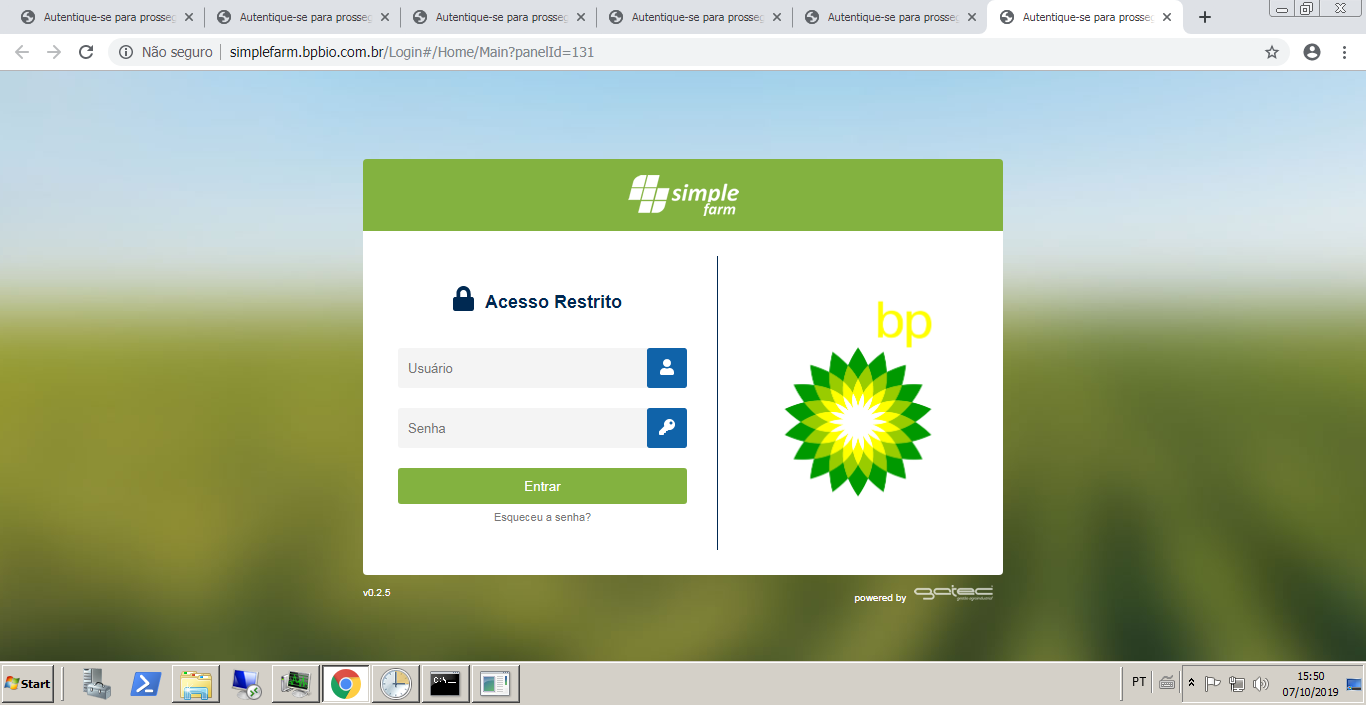 Autentique-se para prosseg
Autentique-se para prosseg
Autentique-se para prosseg
Autentique-se para prosseg
Autentique-se para prosseg
Autentique-se para prosseg
Não seguro
simplefarm.bpbio.com.br/Login#/Home/Main?panelId=131
simple
farm
Acesso Restrito
bp
Usuário
Senha
Entrar
Esqueceu a senha?
v0.2.5
powered by gatec
Start
PT
15:50
07/10/2019